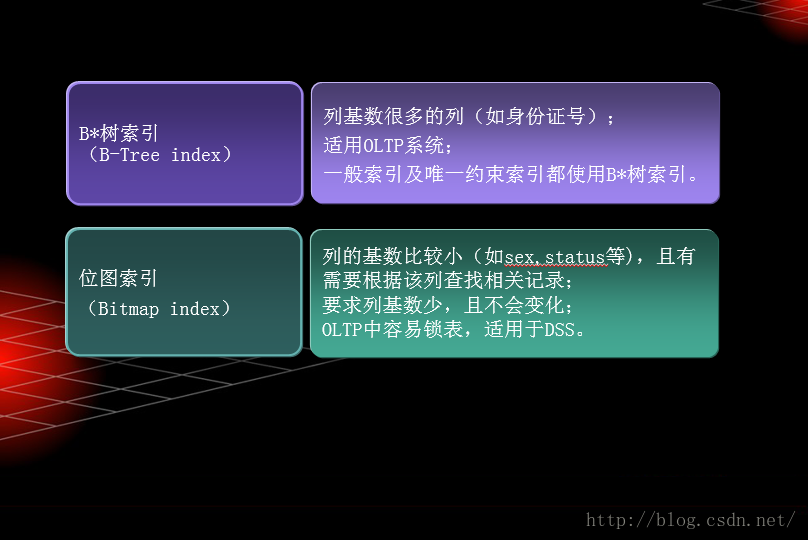 B*树索引
（B-Tree index）
列基数很多的列（如身份证号）；
适用OLTP系统；
一般索引及唯一约束索引都使用B*树索引。
位图索引
（Bitmap index）
列的基数比较小（如sex,status等），且有
需要根据该列查找相关记录；
要求列基数少，且不会变化；
OLTP中容易锁表，适用于DSS。
http://blog.csdn.net/